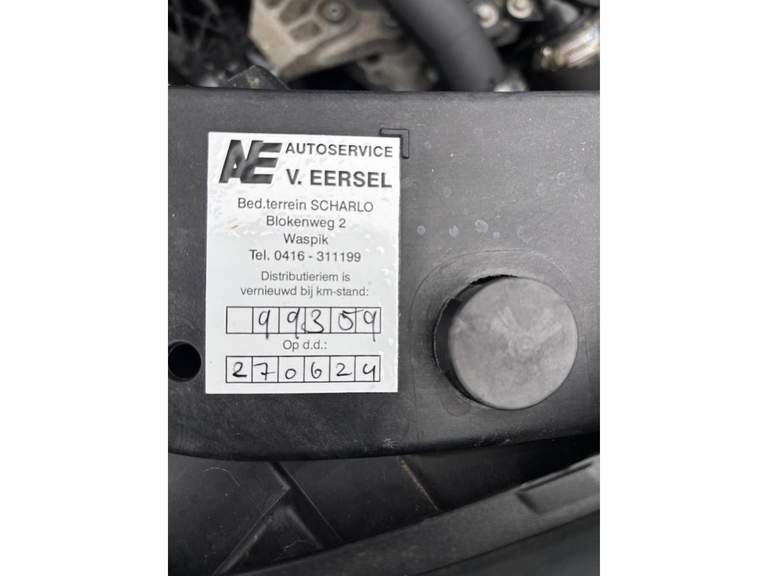 AE AUTOSERVICE
V. EERSEL
Bed.terrein SCHARLO
Blokenweg 2
Waspik
Tel. 0416 - 311199
Distributieriem is
vernieuwd bij km-stand:
99359
Op d.d.:
270624